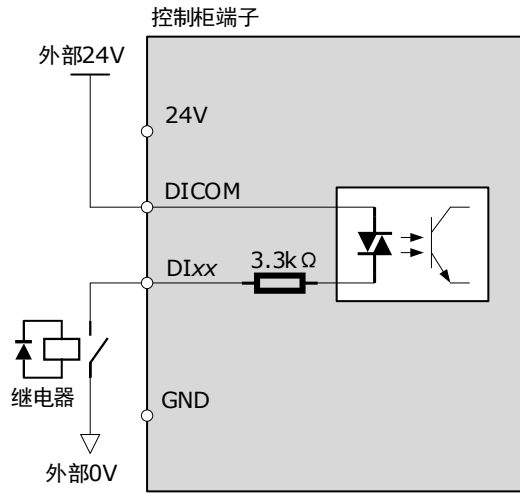 控制柜端子
外部24V
24V
DICOM
DIxx
3.3kΩ
继电器
GND
外部0V